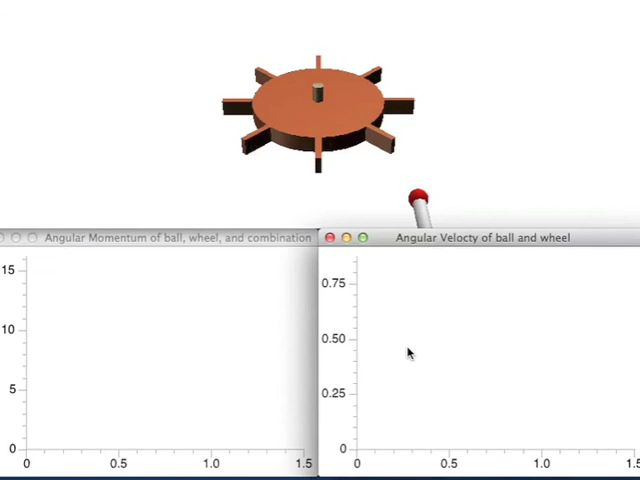 Angular Momentum of ball, wheel, and combination
15
10
5
0
0 0.5 1.0 1.5
Angular Velocty of ball and wheel
0.75
0.50
0.25
0
0 0.5 1.0 1.5